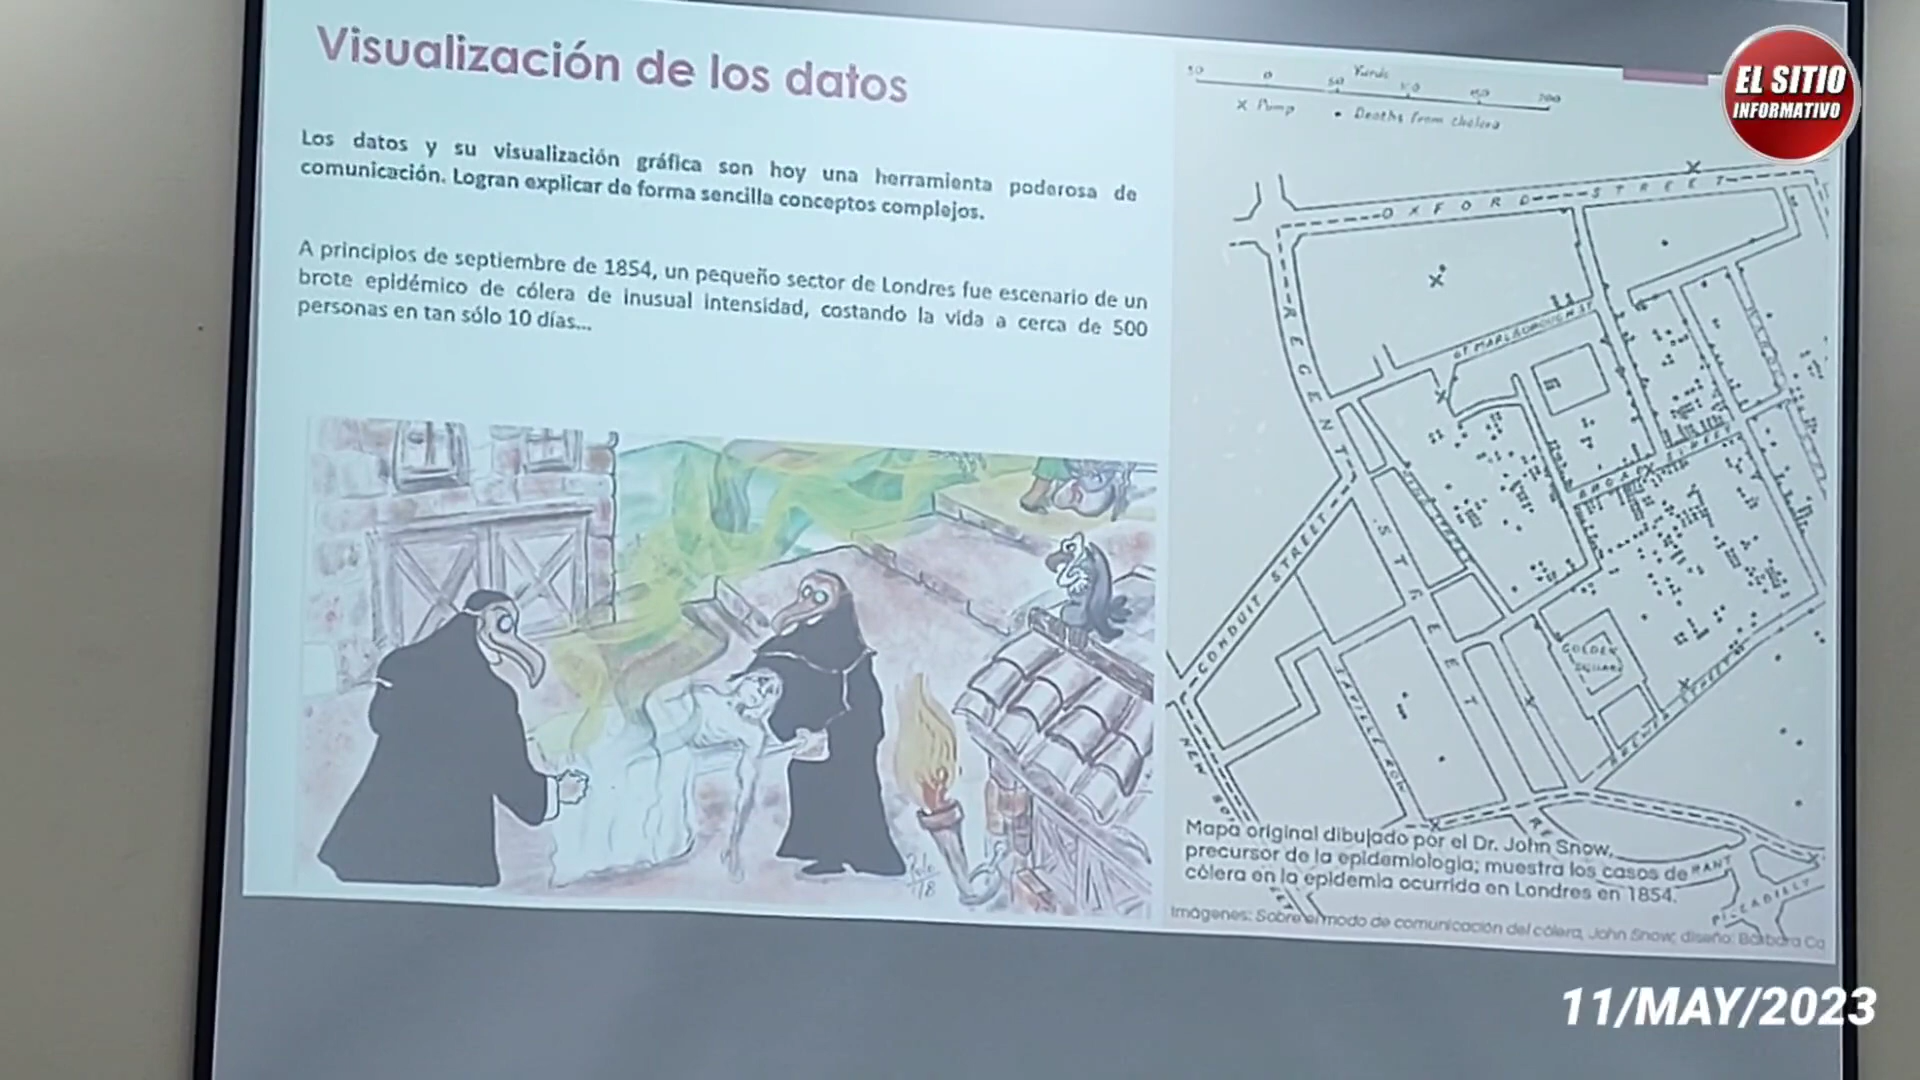 Visualización de los datos
Los datos y su visualización gráfica son hoy una herramienta poderosa de
comunicación. Logran explicar de forma sencilla conceptos complejos.
A principios de septiembre de 1854, un pequeño sector de Londres fue escenario de un
brote epidémico de cólera de inusual intensidad, costando la vida a cerca de 500
personas en tan sólo 10 días...
EL SITIO
INFORMATIVO
50 0 50 Yards 200
x Pump • Deaths from cholera
OXFORD STREET
REGENT STREET
GT MARLBOROUGH ST
CONDUIT STREET
GOLDEN
SQUARE
Mapa original dibujado por el Dr. John Snow,
precursor de la epidemiología; muestra los casos de
cólera en la epidemia ocurrida en Londres en 1854.
Imágenes: Sobre el modo de comunicación del cólera, John Snow; diseño: Bárbara Ca
11/MAY/2023